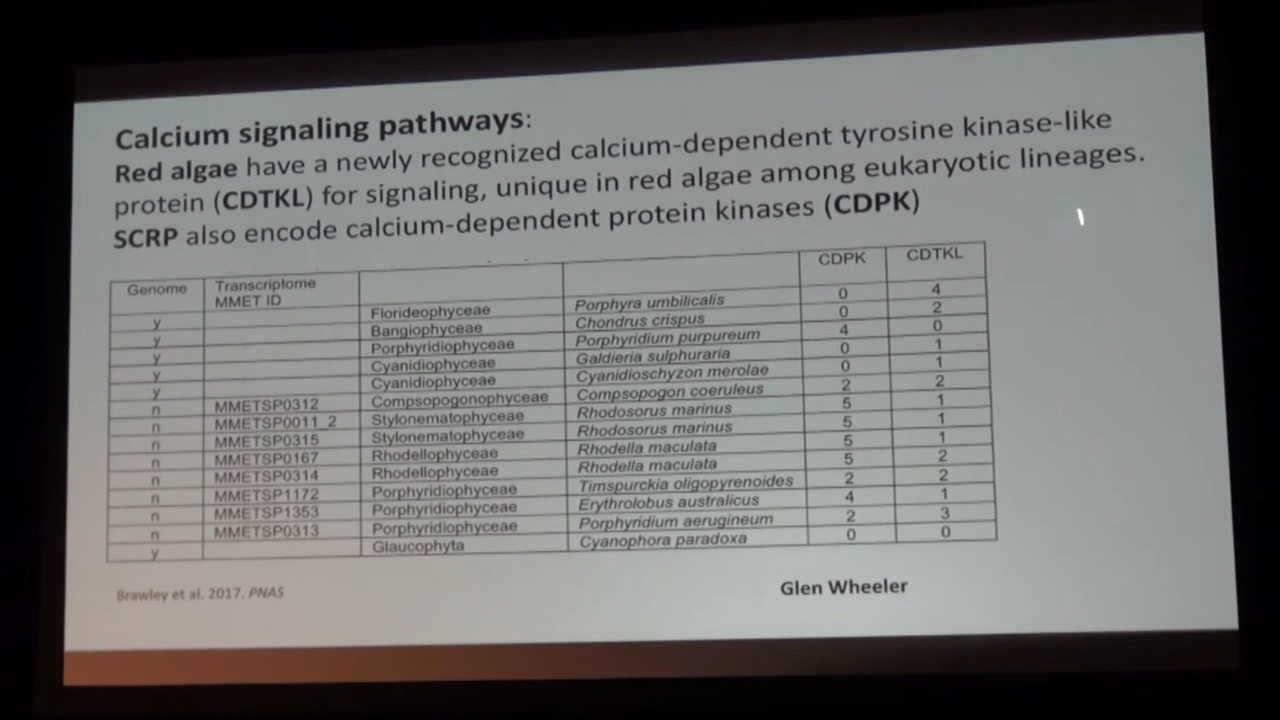 Calcium signaling pathways:
Red algae have a newly recognized calcium-dependent tyrosine kinase-like
protein (CDTKL) for signaling, unique in red algae among eukaryotic lineages.
SCRP also encode calcium-dependent protein kinases (CDPK)
Genome Transcriptome MMET ID CDPK CDTKL
y Florideophyceae Porphyra umbilicalis 0 4
y Bangiophyceae Chondrus crispus 0 2
y Porphyridiophyceae Porphyridium purpureum 4 0
y Cyanidiophyceae Galdieria sulphuraria 0 1
y Cyanidiophyceae Cyanidioschyzon merolae 0 1
n MMETSP0312 Compsopogonophyceae Compsopogon coeruleus 2 2
n MMETSP0011_2 Stylonematophyceae Rhodosorus marinus 5 1
n MMETSP0315 Stylonematophyceae Rhodosorus marinus 5 1
n MMETSP0167 Rhodellophyceae Rhodella maculata 5 1
n MMETSP0314 Rhodellophyceae Rhodella maculata 5 2
n MMETSP1172 Porphyridiophyceae Timspurckia oligopyrenoides 2 2
n MMETSP1353 Porphyridiophyceae Erythrolobus australicus 4 1
n MMETSP0313 Porphyridiophyceae Porphyridium aerugineum 2 3
y Glaucophyta Cyanophora paradoxa 0 0
Brawley et al. 2017. PNAS
Glen Wheeler